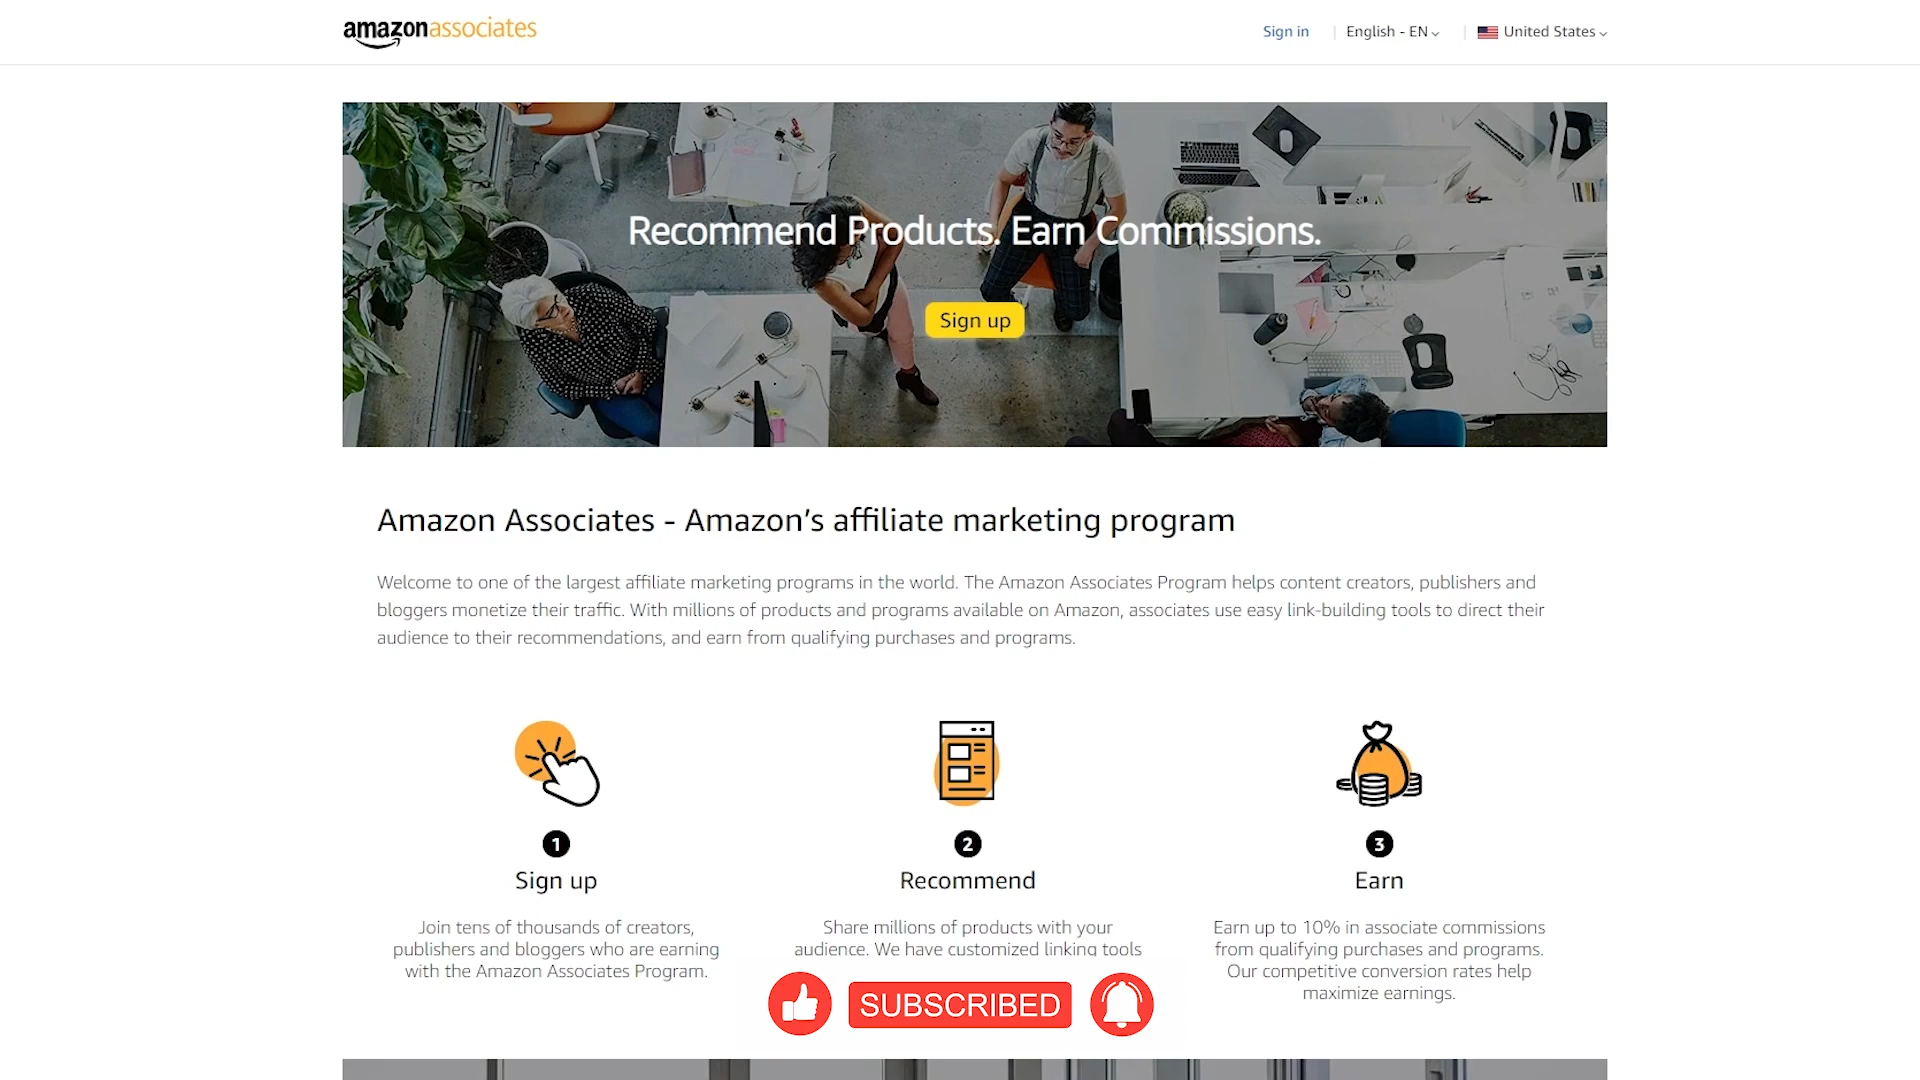 amazonassociates
Sign in
English - EN
United States
Recommend Products. Earn Commissions.
Sign up
Amazon Associates - Amazon's affiliate marketing program
Welcome to one of the largest affiliate marketing programs in the world. The Amazon Associates Program helps content creators, publishers and
bloggers monetize their traffic. With millions of products and programs available on Amazon, associates use easy link-building tools to direct their
audience to their recommendations, and earn from qualifying purchases and programs.
1
Sign up
Join tens of thousands of creators,
publishers and bloggers who are earning
with the Amazon Associates Program.
2
Recommend
Share millions of products with your
audience. We have customized linking tools
3
Earn
Earn up to 10% in associate commissions
from qualifying purchases and programs.
Our competitive conversion rates help
maximize earnings.
SUBSCRIBED